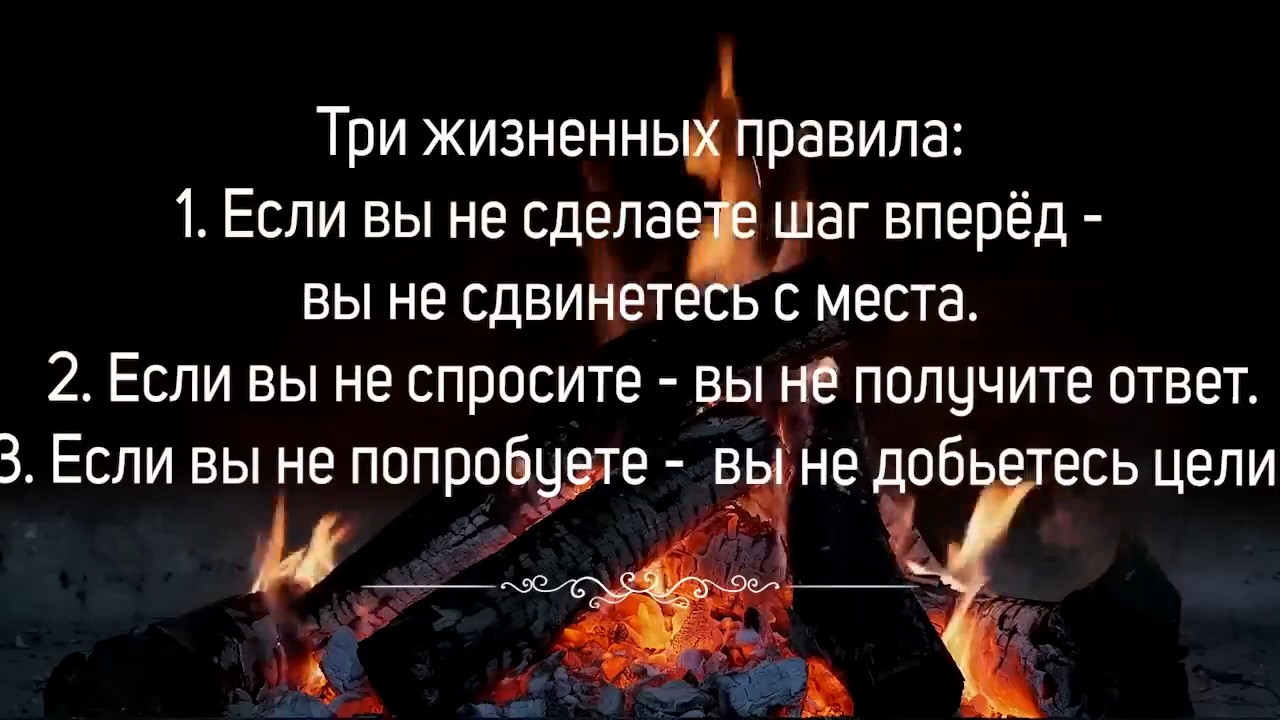 Три жизненных правила:
1. Если вы не сделаете шаг вперёд -
вы не сдвинетесь с места.
2. Если вы не спросите - вы не получите ответ.
3. Если вы не попробуете - вы не добьетесь цели